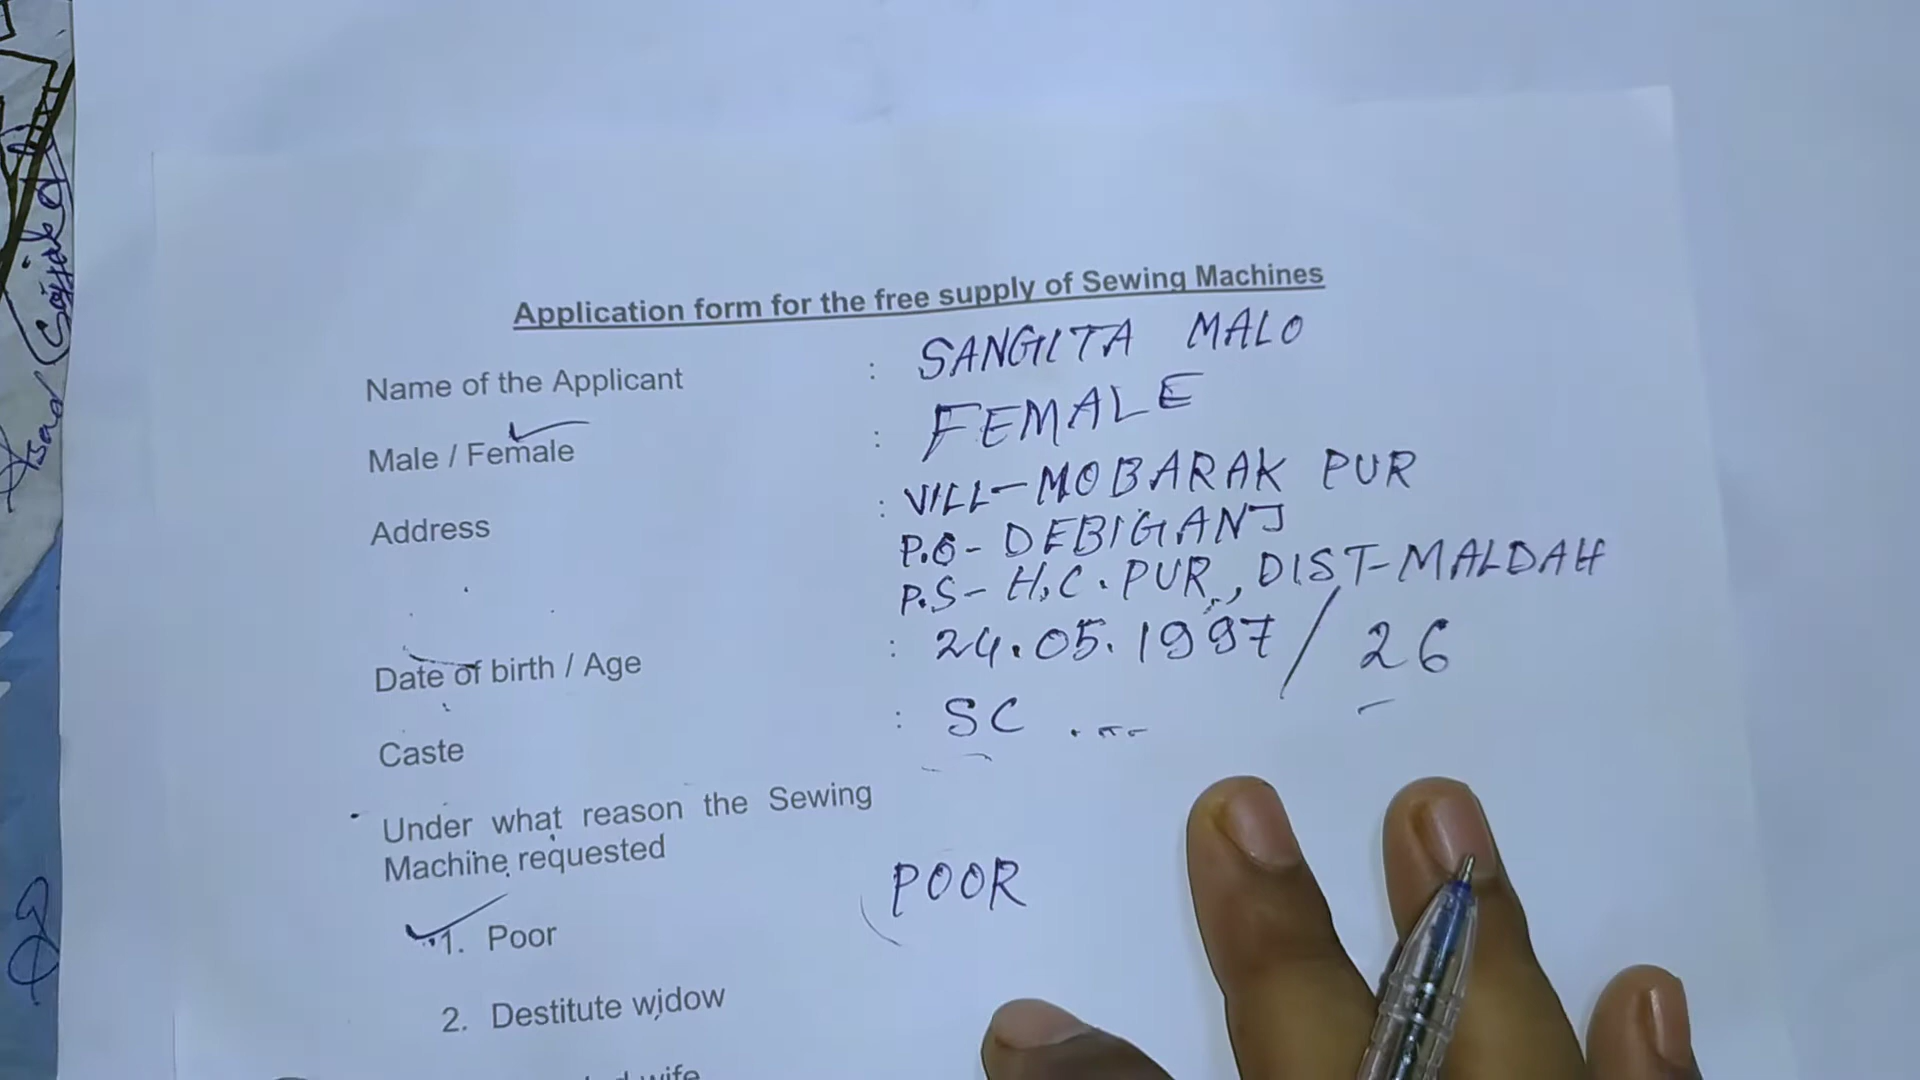 Application form for the free supply of Sewing Machines
Name of the Applicant : SANGITA MALO
Male / Female : FEMALE
Address : VILL-MOBARAK PUR
P.O- DEBIGANJ
P.S- H.C. PUR, DIST-MALDAH
Date of birth / Age : 24.05.1997 / 26
Caste : SC
Under what reason the Sewing
Machine requested
1. Poor POOR
2. Destitute widow
wife